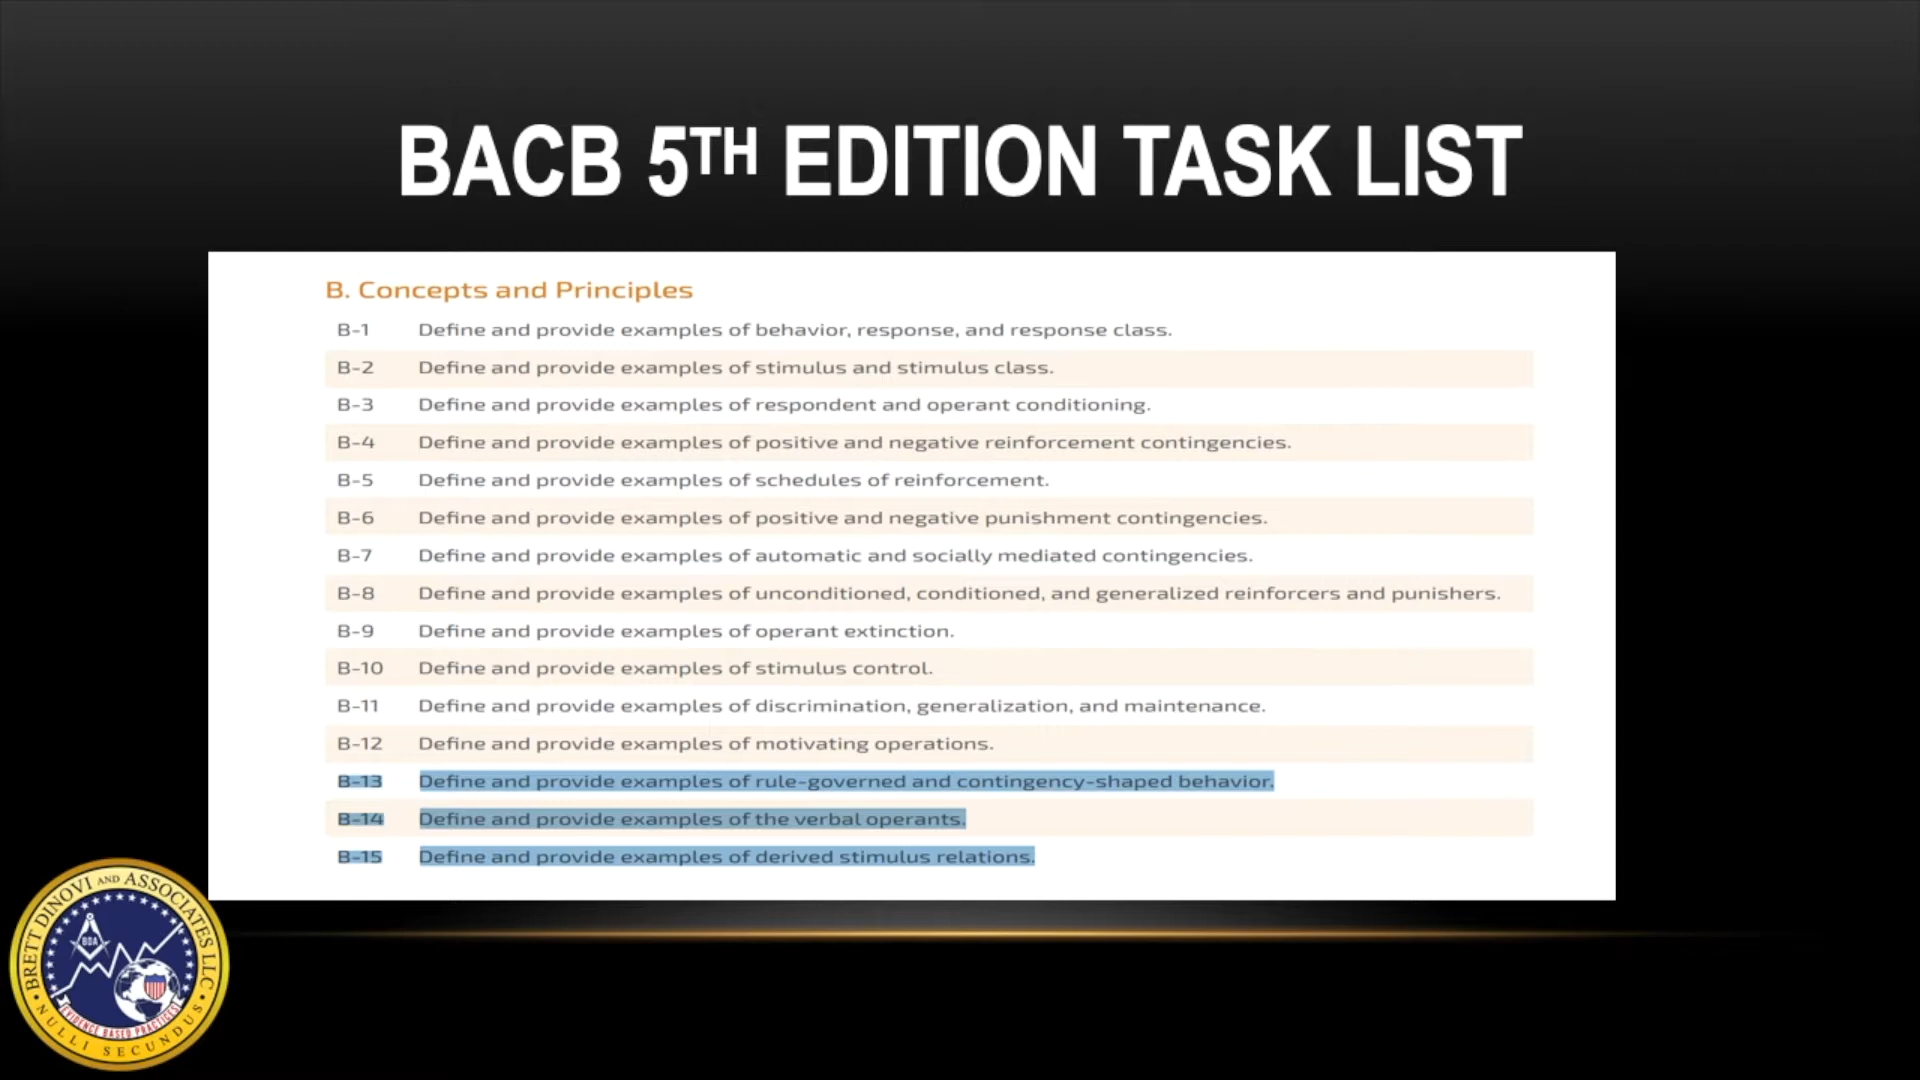 BACB 5TH EDITION TASK LIST
B. Concepts and Principles
B-1 Define and provide examples of behavior, response, and response class.
B-2 Define and provide examples of stimulus and stimulus class.
B-3 Define and provide examples of respondent and operant conditioning.
B-4 Define and provide examples of positive and negative reinforcement contingencies.
B-5 Define and provide examples of schedules of reinforcement.
B-6 Define and provide examples of positive and negative punishment contingencies.
B-7 Define and provide examples of automatic and socially mediated contingencies.
B-8 Define and provide examples of unconditioned, conditioned, and generalized reinforcers and punishers.
B-9 Define and provide examples of operant extinction.
B-10 Define and provide examples of stimulus control.
B-11 Define and provide examples of discrimination, generalization, and maintenance.
B-12 Define and provide examples of motivating operations.
B-13 Define and provide examples of rule-governed and contingency-shaped behavior.
B-14 Define and provide examples of the verbal operants.
B-15 Define and provide examples of derived stimulus relations.
BRETT DINOVI AND ASSOCIATES LLC
BDA
EVIDENCE BASED PRACTICES
NULLI SECUNDUS